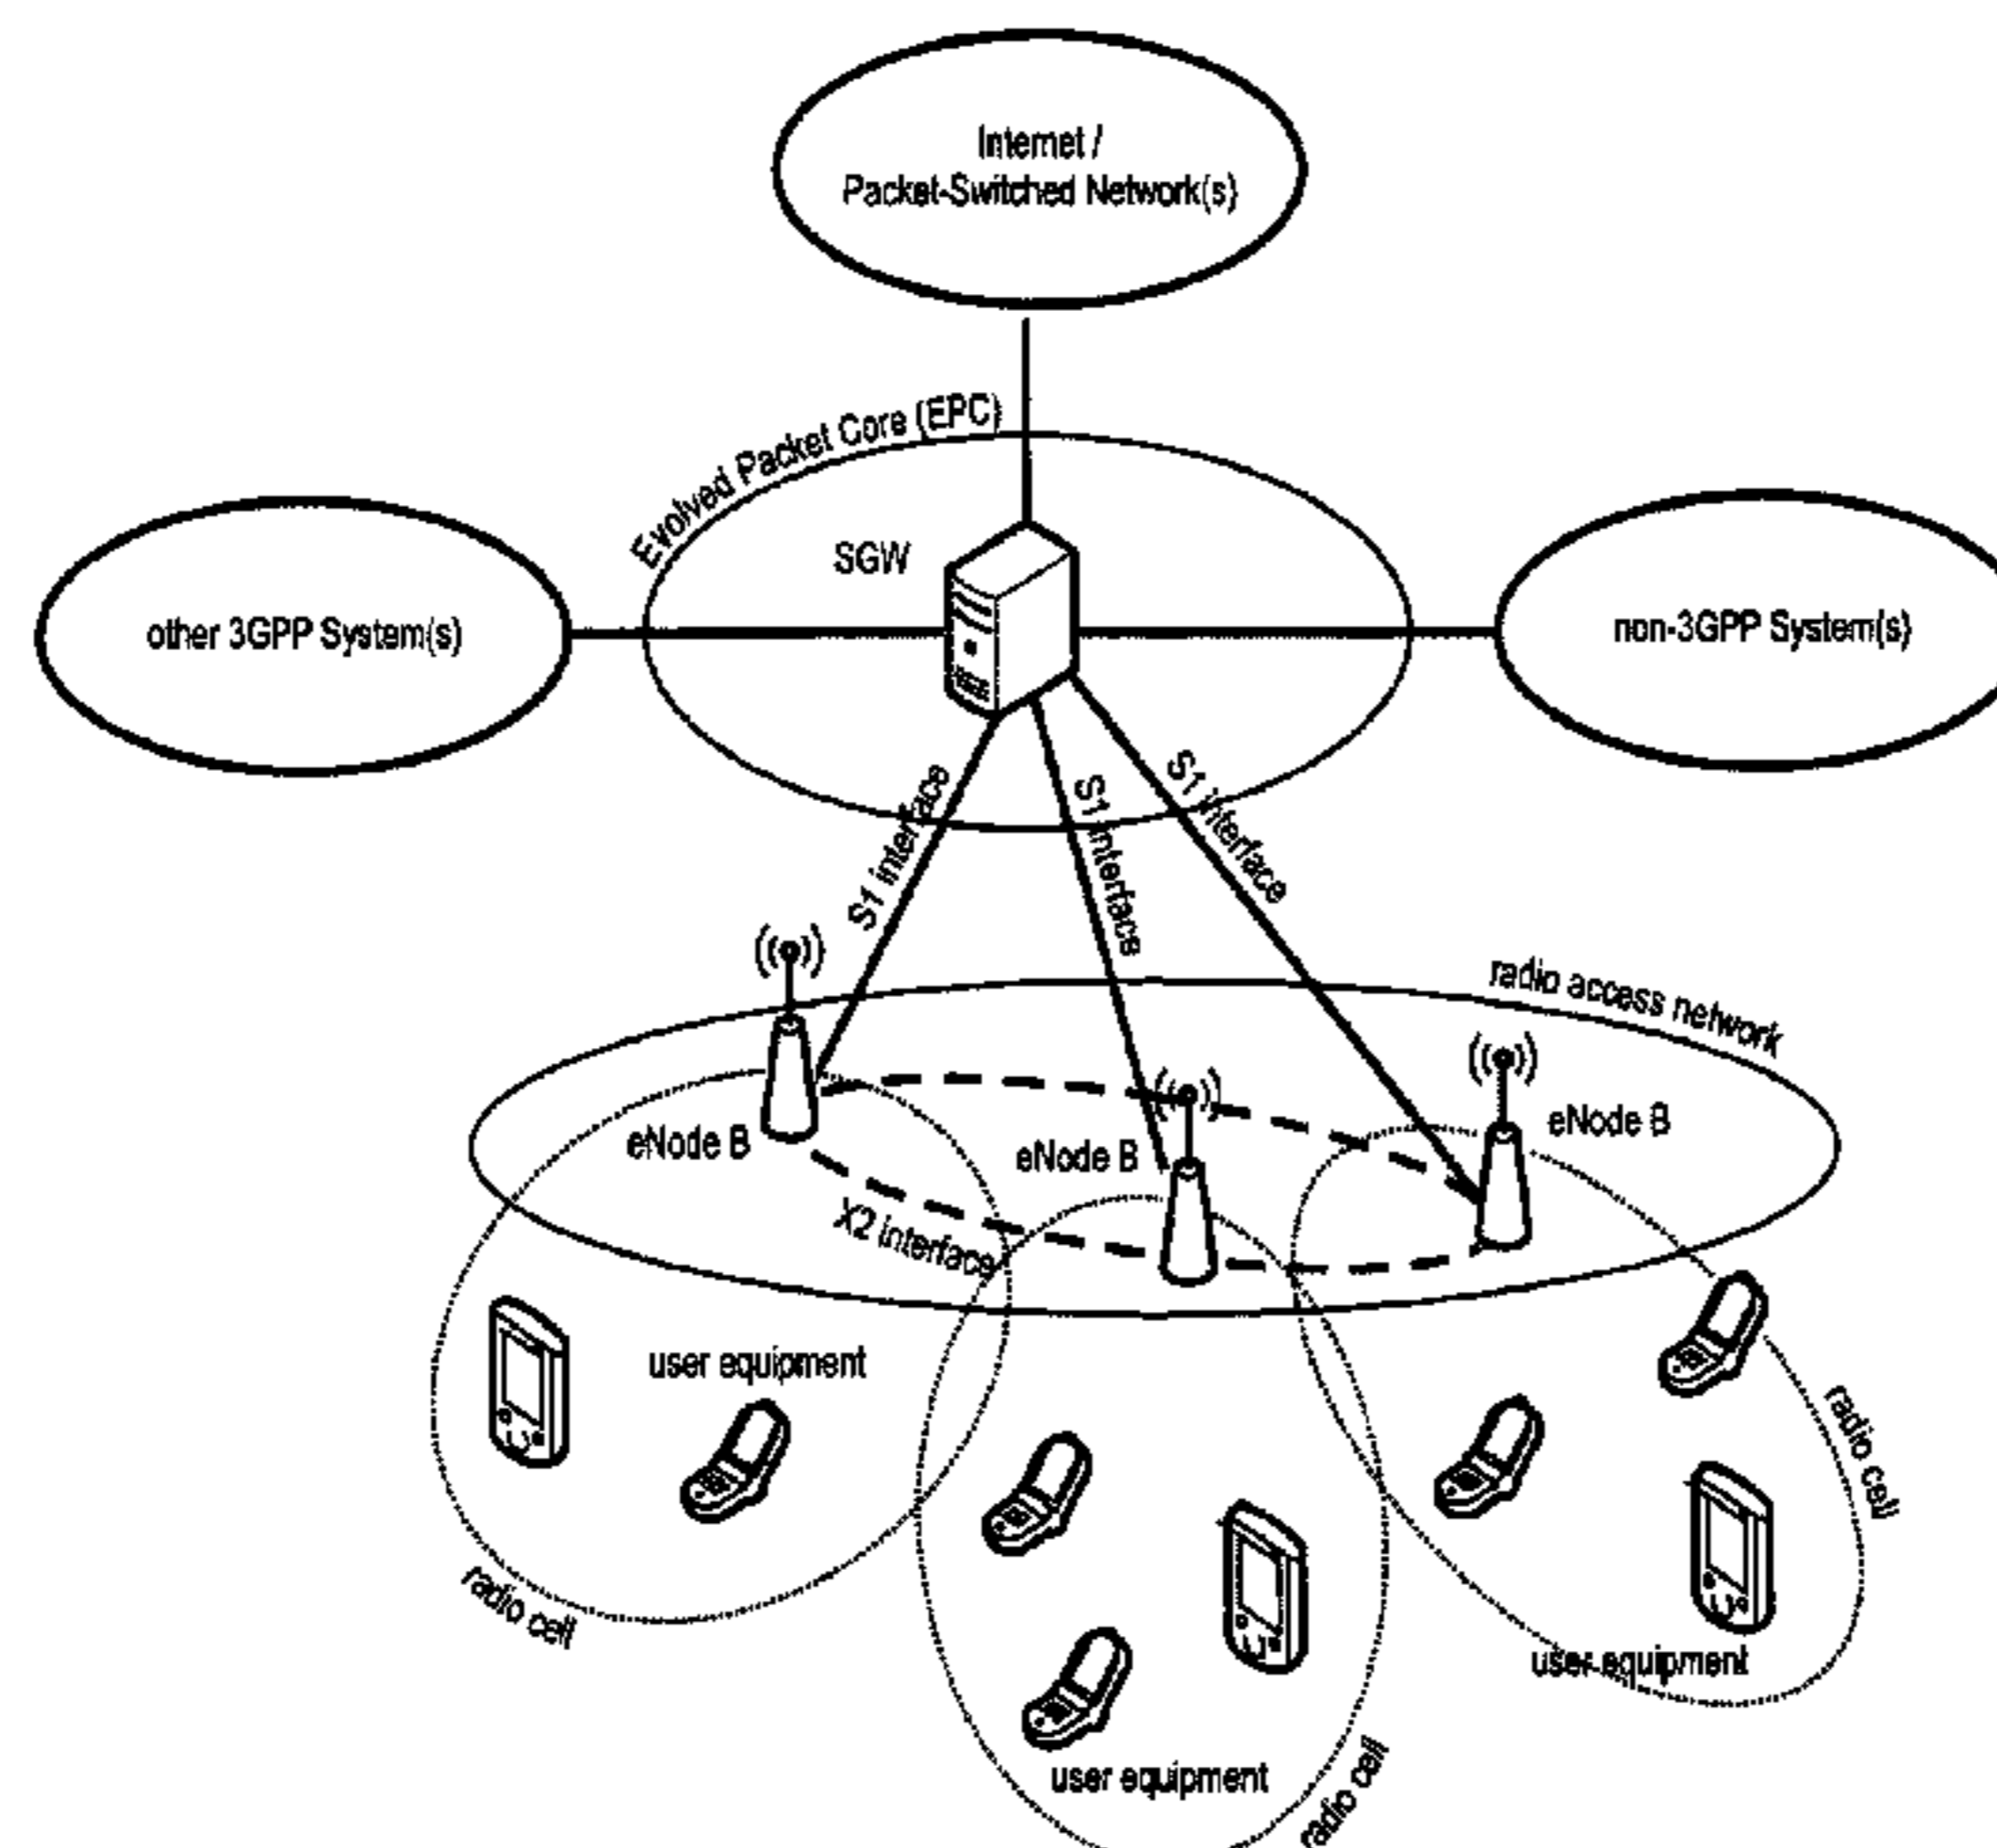 Internet /
Packet-Switched Network(s)
Evolved Packet Core (EPC)
SGW
other 3GPP System(s)
non-3GPP System(s)
S1 interface
S1 interface
S1 interface
radio access network
eNode B
eNode B
eNode B
X2 interface
user equipment
radio cell
radio cell
user equipment
user equipment
radio cell